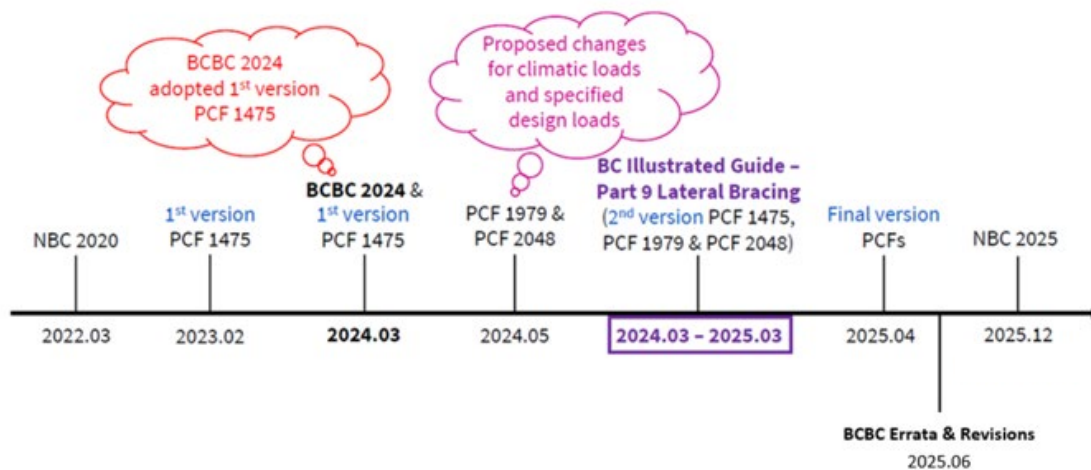 BCBC 2024
adopted 1st version
PCF 1475
Proposed changes
for climatic loads
and specified
design loads
NBC 2020
1st version
PCF 1475
BCBC 2024 &
1st version
PCF 1475
PCF 1979 &
PCF 2048
BC Illustrated Guide –
Part 9 Lateral Bracing
(2nd version PCF 1475,
PCF 1979 & PCF 2048)
Final version
PCFs
NBC 2025
2022.03
2023.02
2024.03
2024.05
2024.03 – 2025.03
2025.04
2025.12
BCBC Errata & Revisions
2025.06